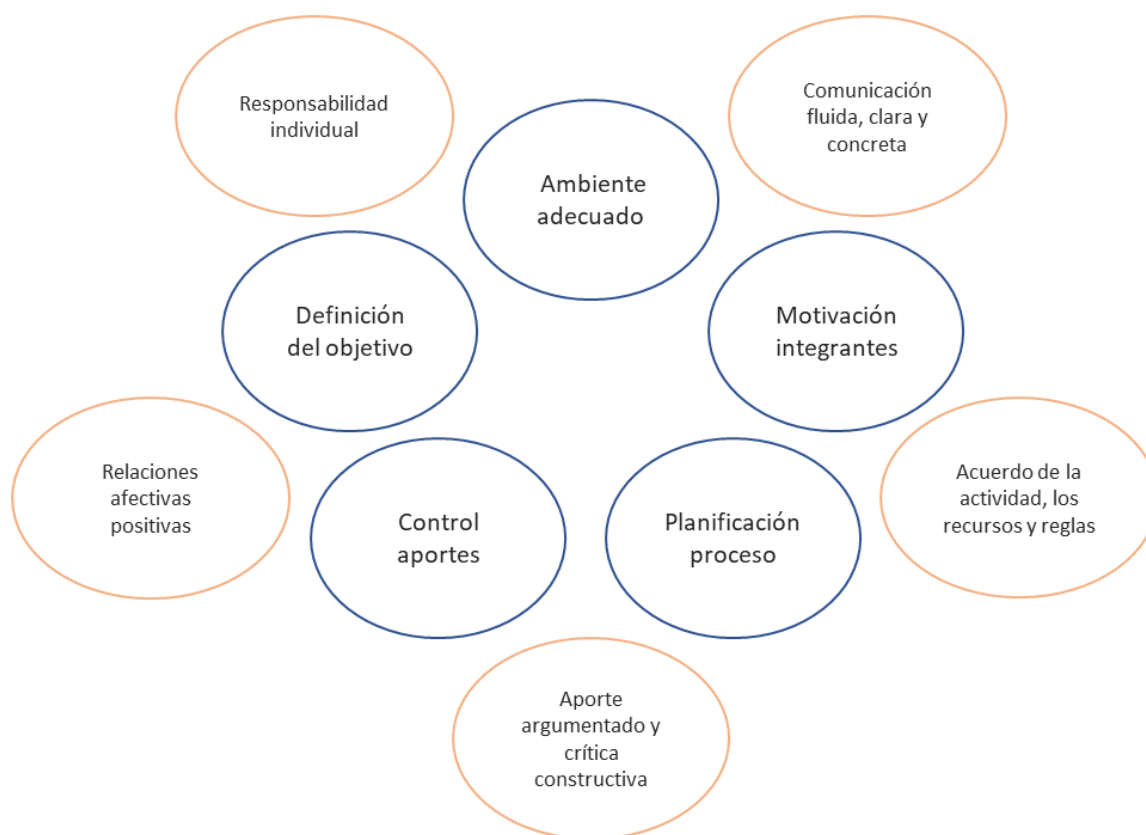 Responsabilidad
individual
Comunicación
fluida, clara y
concreta
Ambiente
adecuado
Definición
del objetivo
Motivación
integrantes
Relaciones
afectivas
positivas
Control
aportes
Planificación
proceso
Acuerdo de la
actividad, los
recursos y reglas
Aporte
argumentado y
crítica
constructiva